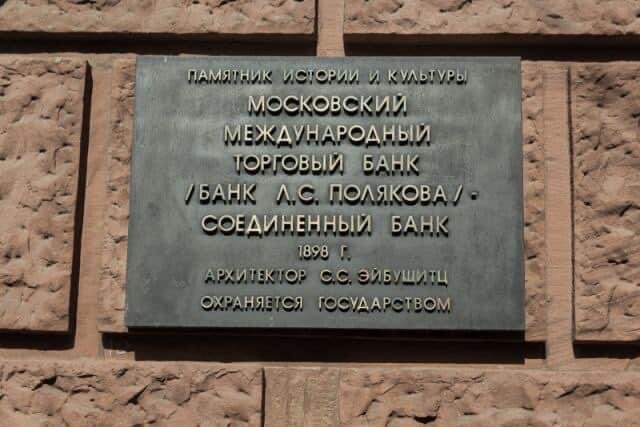 ПАМЯТНИК ИСТОРИИ И КУЛЬТУРЫ
МОСКОВСКИЙ
МЕЖДУНАРОДНЫЙ
ТОРГОВЫЙ БАНК
/БАНК Л.С. ПОЛЯКОВА/ -
СОЕДИНЕННЫЙ БАНК
1898 Г.
АРХИТЕКТОР С.С. ЭЙБУШИТЦ
ОХРАНЯЕТСЯ ГОСУДАРСТВОМ